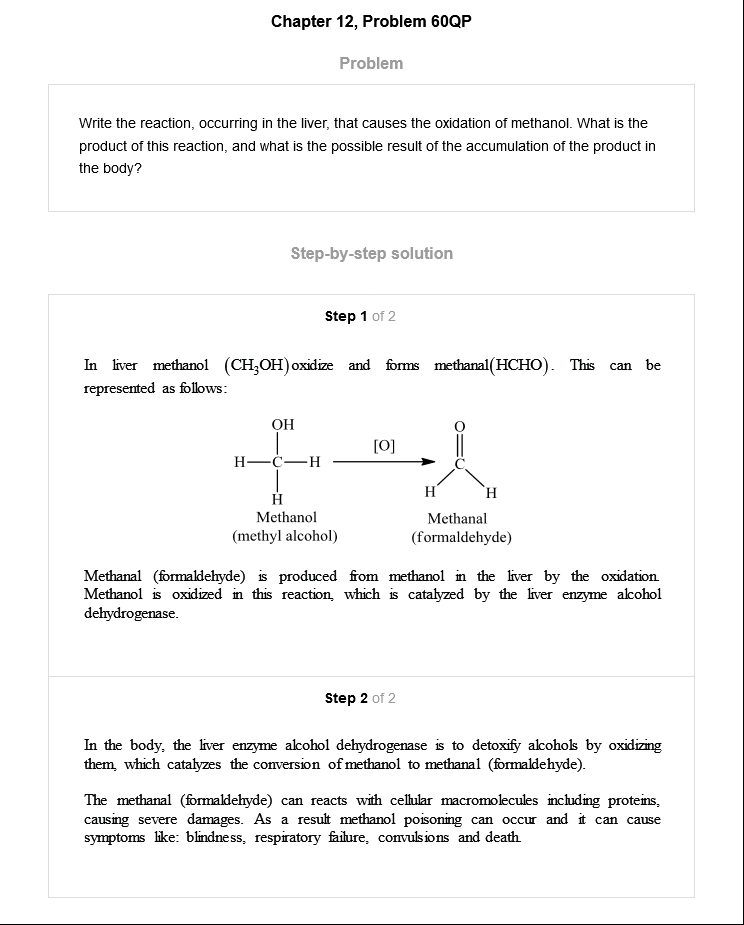 Chapter 12, Problem 60QP
Problem
Write the reaction, occurring in the liver, that causes the oxidation of methanol. What is the
product of this reaction, and what is the possible result of the accumulation of the product in
the body?
Step-by-step solution
Step 1 of 2
In liver methanol (CH₃OH) oxidize and forms methanal(HCHO). This can be
represented as follows:
OH
H—C—H
H
Methanol
(methyl alcohol)
[O]
O
C
H H
Methanal
(formaldehyde)
Methanal (formaldehyde) is produced from methanol in the liver by the oxidation.
Methanol is oxidized in this reaction, which is catalyzed by the liver enzyme alcohol
dehydrogenase.
Step 2 of 2
In the body, the liver enzyme alcohol dehydrogenase is to detoxify alcohols by oxidizing
them, which catalyzes the conversion of methanol to methanal (formaldehyde).
The methanal (formaldehyde) can reacts with cellular macromolecules including proteins,
causing severe damages. As a result methanol poisoning can occur and it can cause
symptoms like: blindness, respiratory failure, convulsions and death.